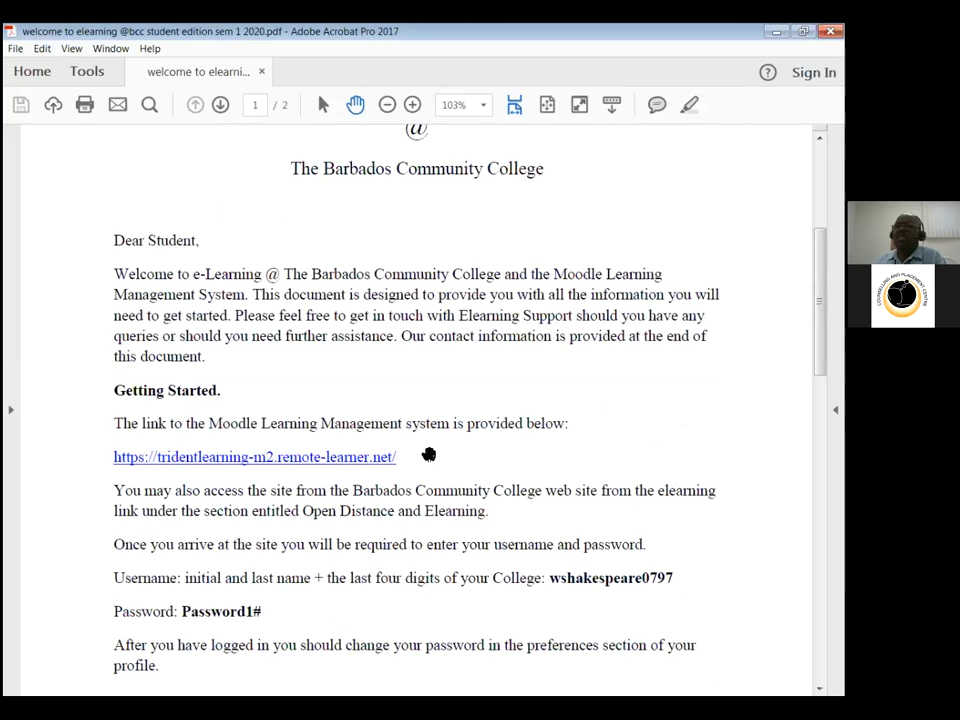 welcome to elearning @bcc student edition sem 1 2020.pdf - Adobe Acrobat Pro 2017
File Edit View Window Help
Home Tools welcome to elearni... × ? Sign In
1 / 2 103%
@
The Barbados Community College
Dear Student,
Welcome to e-Learning @ The Barbados Community College and the Moodle Learning
Management System. This document is designed to provide you with all the information you will
need to get started. Please feel free to get in touch with Elearning Support should you have any
queries or should you need further assistance. Our contact information is provided at the end of
this document.
Getting Started.
The link to the Moodle Learning Management system is provided below:
https://tridentlearning-m2.remote-learner.net/
You may also access the site from the Barbados Community College web site from the elearning
link under the section entitled Open Distance and Elearning.
Once you arrive at the site you will be required to enter your username and password.
Username: initial and last name + the last four digits of your College: wshakespeare0797
Password: Password1#
After you have logged in you should change your password in the preferences section of your
profile.
COUNSELLING AND PLACEMENT CENTRE